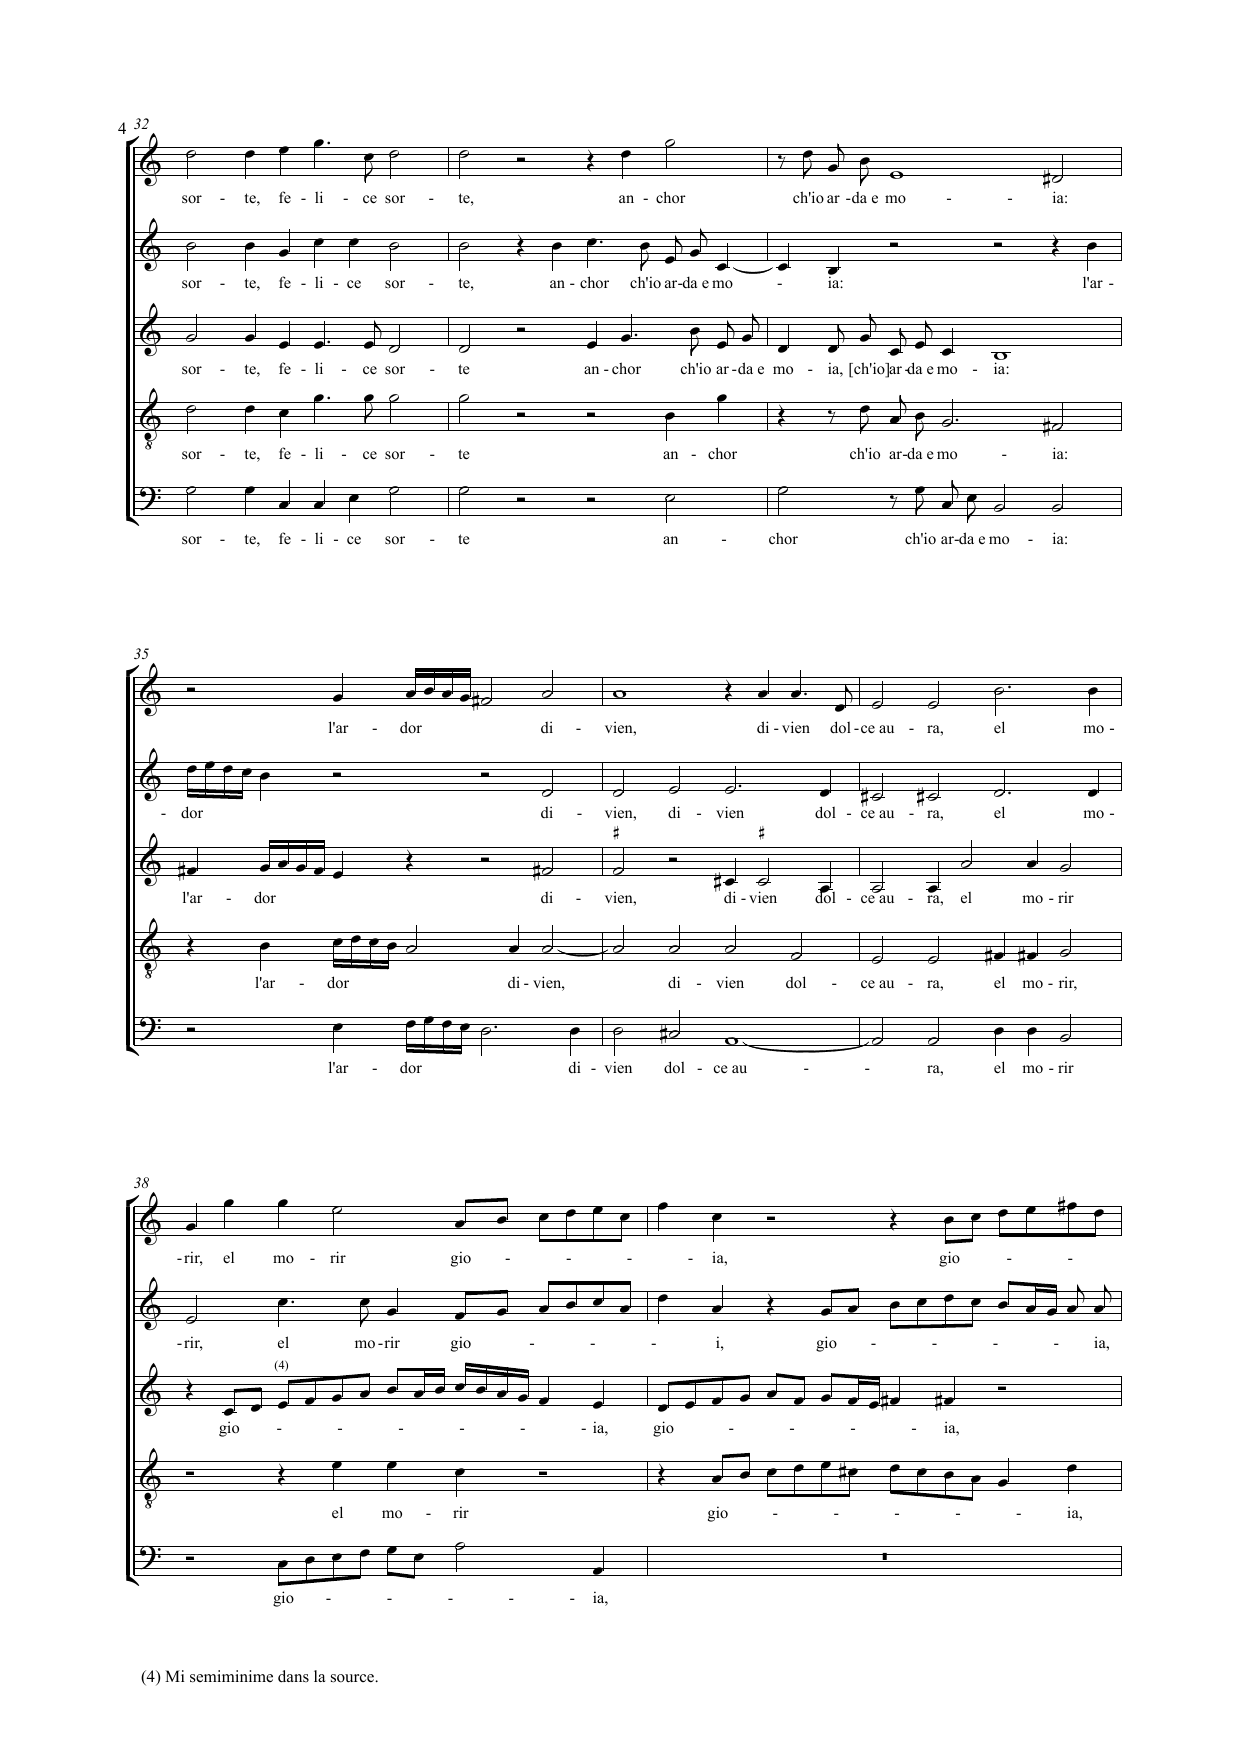 4 32
sor - te, fe - li - ce sor - te, an - chor ch'io ar - da e mo - - ia:
sor - te, fe - li - ce sor - te, an - chor ch'io ar - da e mo - ia: l'ar -
sor - te, fe - li - ce sor - te an - chor ch'io ar - da e mo - ia, [ch'io] ar - da e mo - ia:
8
sor - te, fe - li - ce sor - te an - chor ch'io ar - da e mo - ia:
sor - te, fe - li - ce sor - te an - chor ch'io ar - da e mo - ia:
35
l'ar - dor di - vien, di - vien dol - ce au - ra, el mo -
- dor di - vien, di - vien dol - ce au - ra, el mo -
♯ ♯
l'ar - dor di - vien, di - vien dol - ce au - ra, el mo - rir
8
l'ar - dor di - vien, di - vien dol - ce au - ra, el mo - rir,
l'ar - dor di - vien dol - ce au - - ra, el mo - rir
38
- rir, el mo - rir gio - - - - ia, gio - -
- rir, el mo - rir gio - - - i, gio - - - - ia,
(4)
gio - - - - - - ia, gio - - - - ia,
8
el mo - rir gio - - - - - ia,
gio - - - - - ia,
(4) Mi semiminime dans la source.